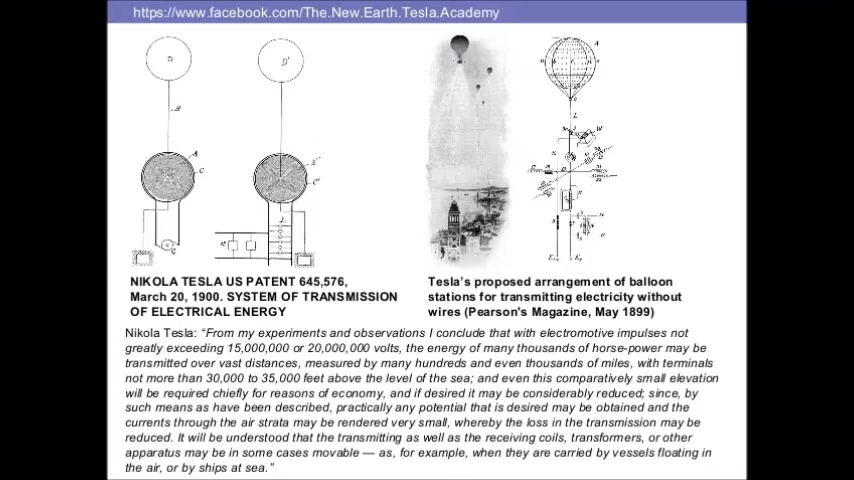 https://www.facebook.com/The.New.Earth.Tesla.Academy
NIKOLA TESLA US PATENT 645,576,
March 20, 1900. SYSTEM OF TRANSMISSION
OF ELECTRICAL ENERGY
Tesla's proposed arrangement of balloon
stations for transmitting electricity without
wires (Pearson's Magazine, May 1899)
Nikola Tesla: “From my experiments and observations I conclude that with electromotive impulses not
greatly exceeding 15,000,000 or 20,000,000 volts, the energy of many thousands of horse-power may be
transmitted over vast distances, measured by many hundreds and even thousands of miles, with terminals
not more than 30,000 to 35,000 feet above the level of the sea; and even this comparatively small elevation
will be required chiefly for reasons of economy, and if desired it may be considerably reduced; since, by
such means as have been described, practically any potential that is desired may be obtained and the
currents through the air strata may be rendered very small, whereby the loss in the transmission may be
reduced. It will be understood that the transmitting as well as the receiving coils, transformers, or other
apparatus may be in some cases movable — as, for example, when they are carried by vessels floating in
the air, or by ships at sea.”